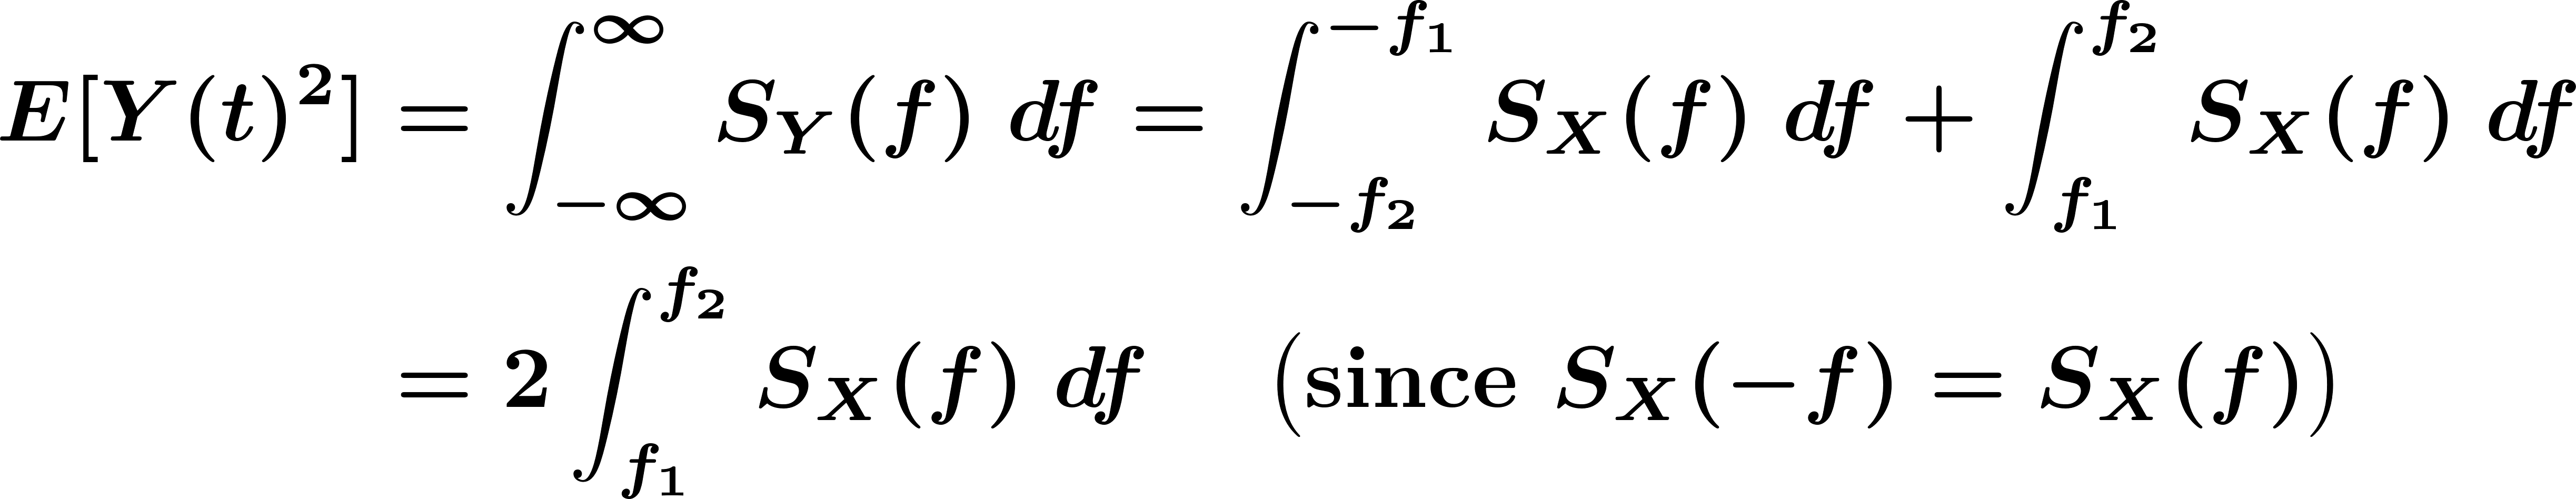 E[Y(t)²] = ∫_{-∞}^{∞} S_Y(f) df = ∫_{-f₂}^{-f₁} S_X(f) df + ∫_{f₁}^{f₂} S_X(f) df
= 2 ∫_{f₁}^{f₂} S_X(f) df (since S_X(−f) = S_X(f))